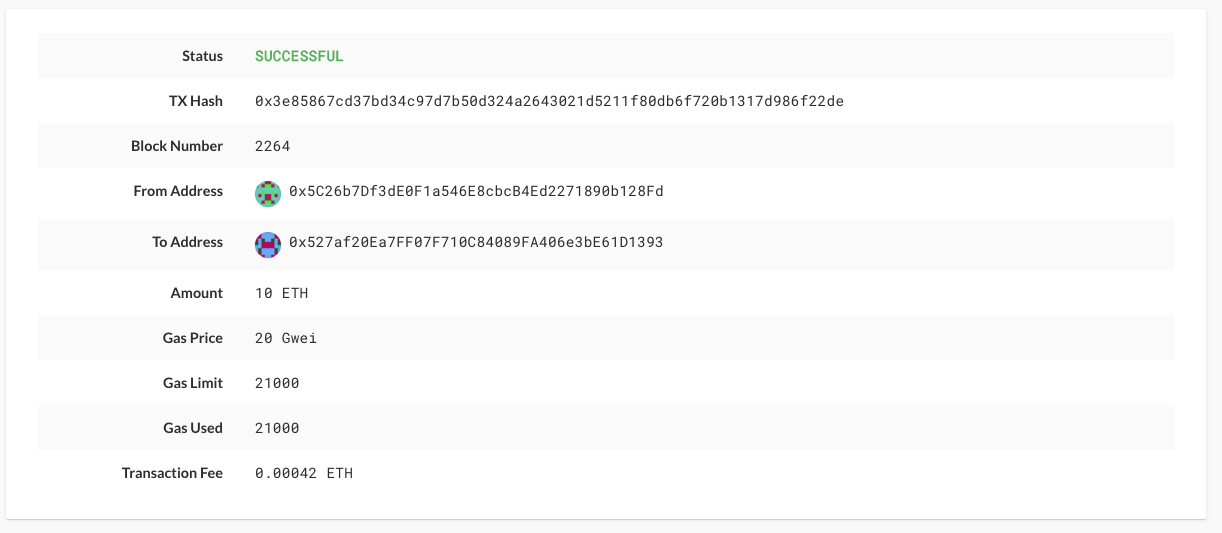 Status SUCCESSFUL
TX Hash 0x3e85867cd37bd34c97d7b50d324a2643021d5211f80db6f720b1317d986f22de
Block Number 2264
From Address 0x5C26b7Df3dE0F1a546E8cbcB4Ed2271890b128Fd
To Address 0x527af20Ea7FF07F710C84089FA406e3bE61D1393
Amount 10 ETH
Gas Price 20 Gwei
Gas Limit 21000
Gas Used 21000
Transaction Fee 0.00042 ETH